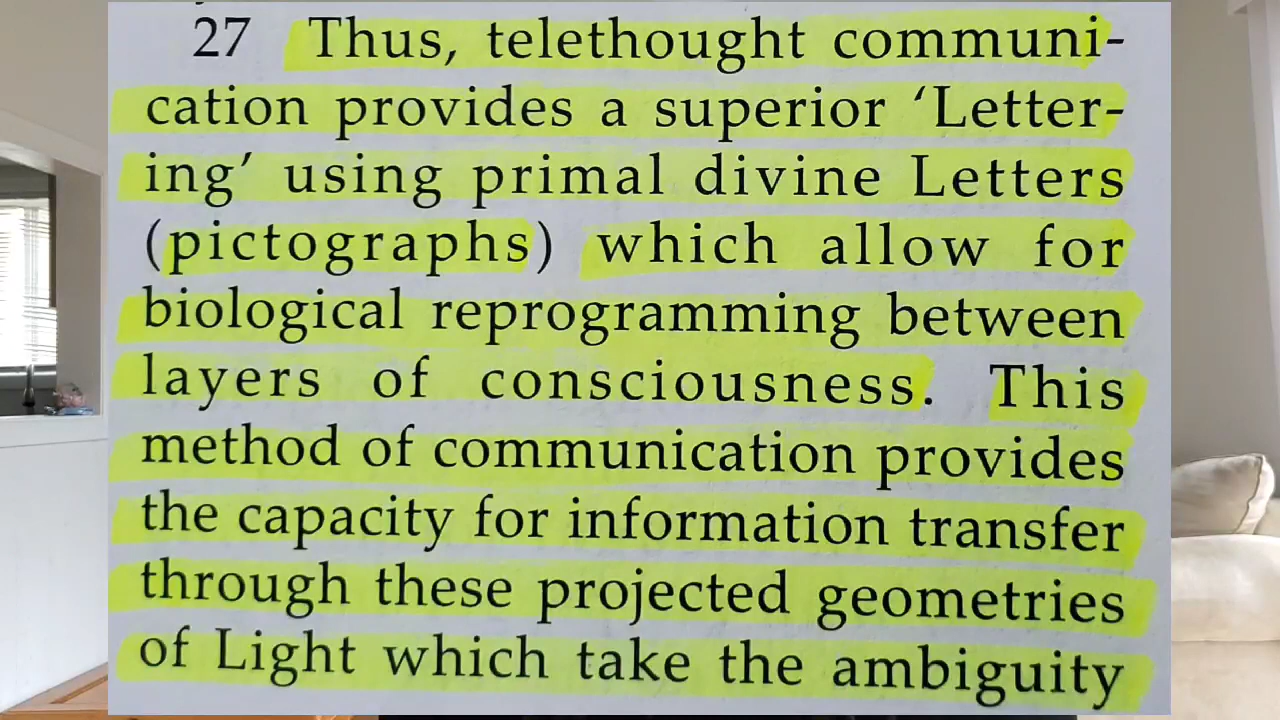 27 Thus, telethought communi-
cation provides a superior ‘Letter-
ing’ using primal divine Letters
(pictographs) which allow for
biological reprogramming between
layers of consciousness. This
method of communication provides
the capacity for information transfer
through these projected geometries
of Light which take the ambiguity